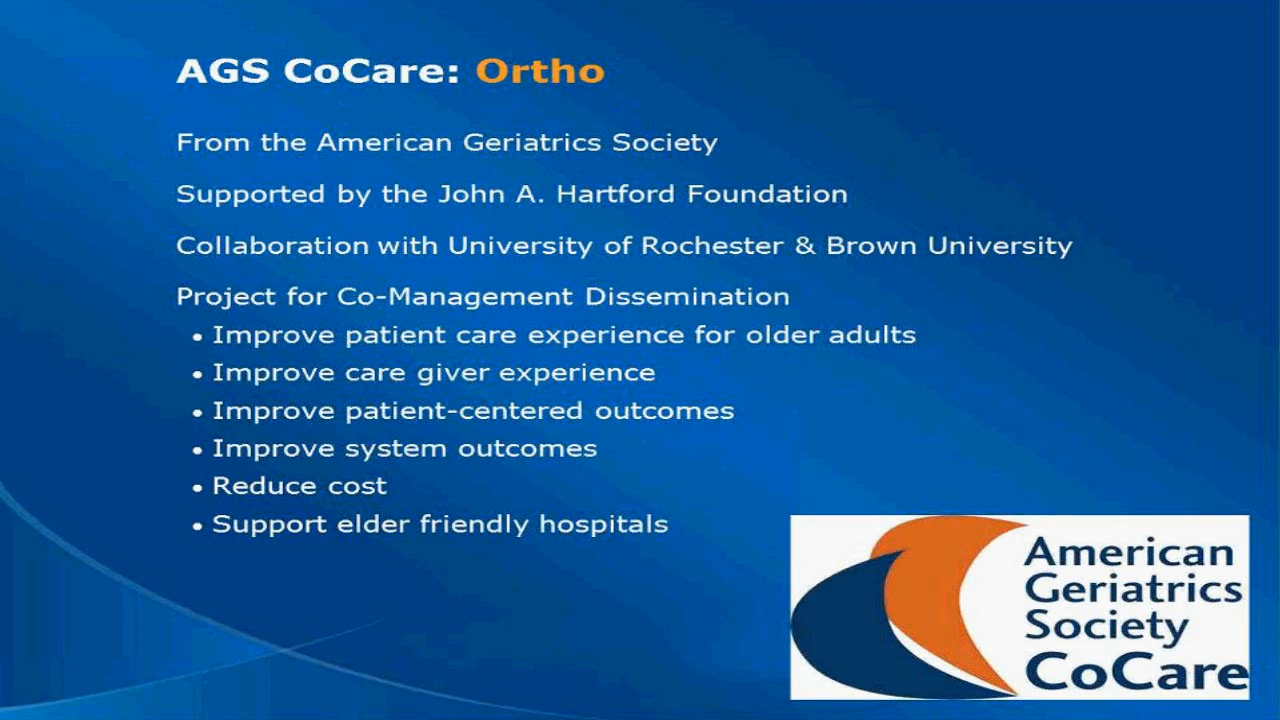 AGS CoCare: Ortho
From the American Geriatrics Society
Supported by the John A. Hartford Foundation
Collaboration with University of Rochester & Brown University
Project for Co-Management Dissemination
• Improve patient care experience for older adults
• Improve care giver experience
• Improve patient-centered outcomes
• Improve system outcomes
• Reduce cost
• Support elder friendly hospitals
American
Geriatrics
Society
CoCare